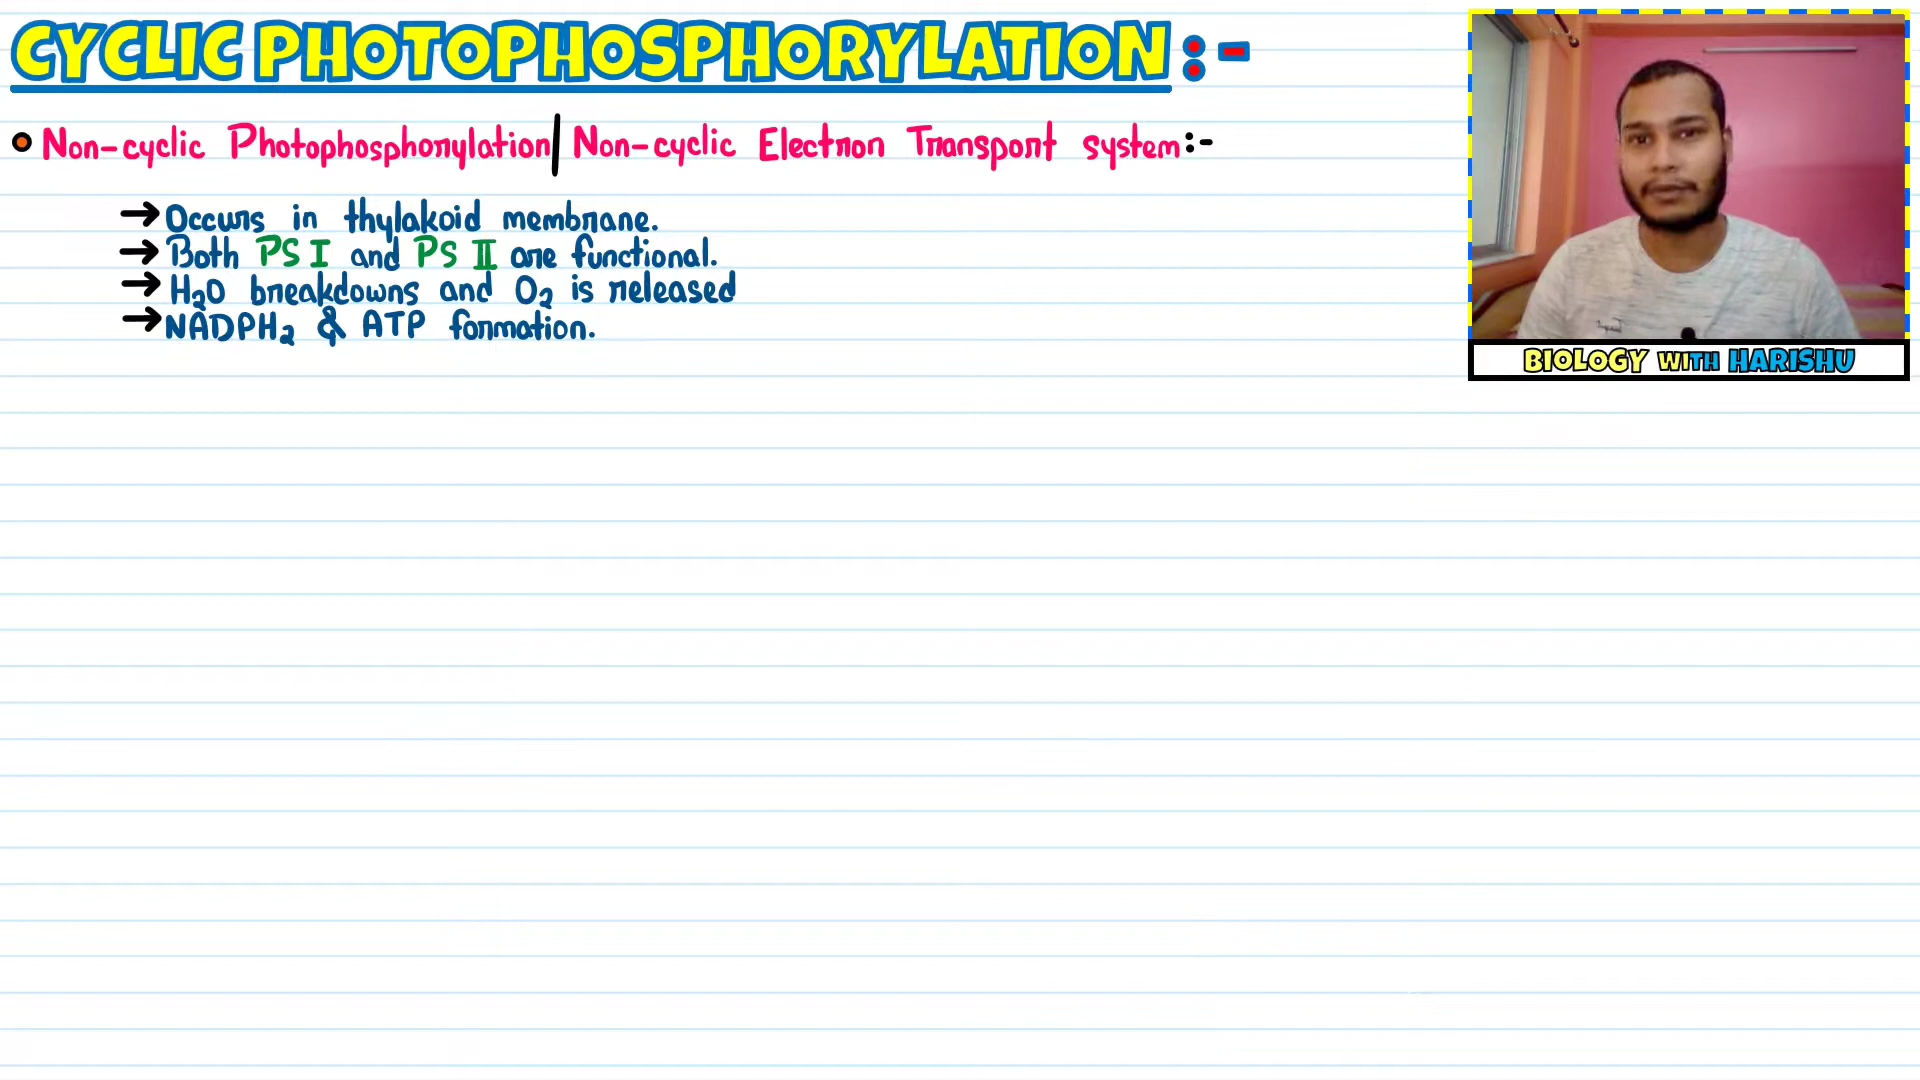 CYCLIC PHOTOPHOSPHORYLATION:-
Non-cyclic Photophosphorylation/Non-cyclic Electron Transport system:-
→Occurs in thylakoid membrane.
→Both PS I and PS II are functional.
→H₂O breakdowns and O₂ is released
→NADPH₂ & ATP formation.
BIOLOGY WITH HARISHU